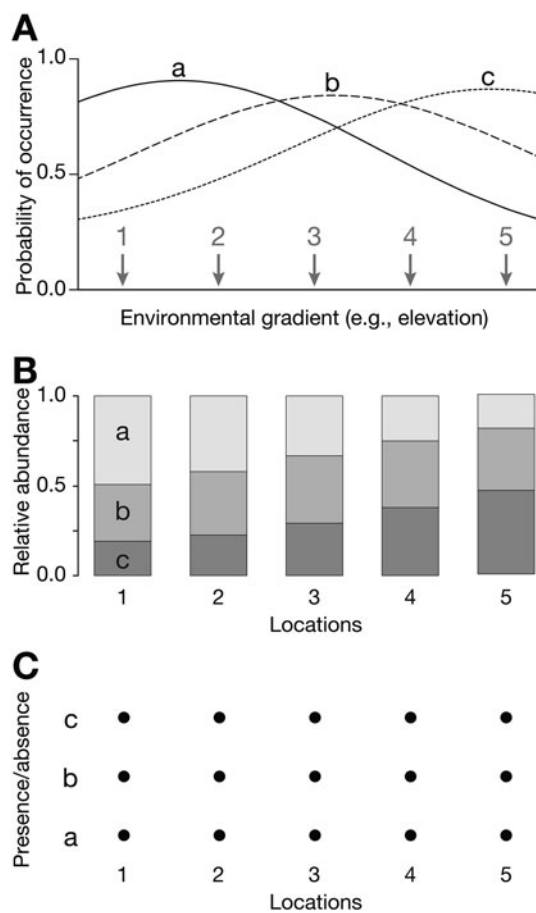 A
Probability of occurrence
1.0
0.5
0.0
a
b
c
1 2 3 4 5
Environmental gradient (e.g., elevation)
B
Relative abundance
1.0
0.5
0.0
a
b
c
1 2 3 4 5
Locations
C
Presence/absence
c
b
a
1 2 3 4 5
Locations